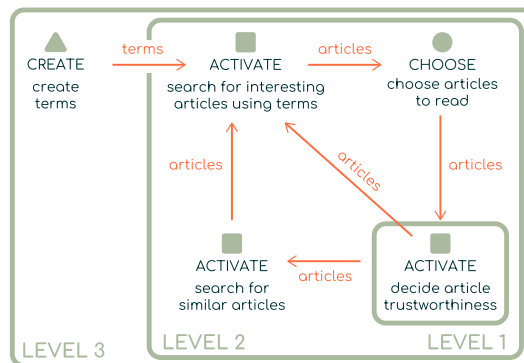 terms
articles
CREATE
create
terms
ACTIVATE
search for interesting
articles using terms
CHOOSE
choose articles
to read
articles
articles
articles
ACTIVATE
search for
similar articles
articles
ACTIVATE
decide article
trustworthiness
LEVEL 3
LEVEL 2
LEVEL 1